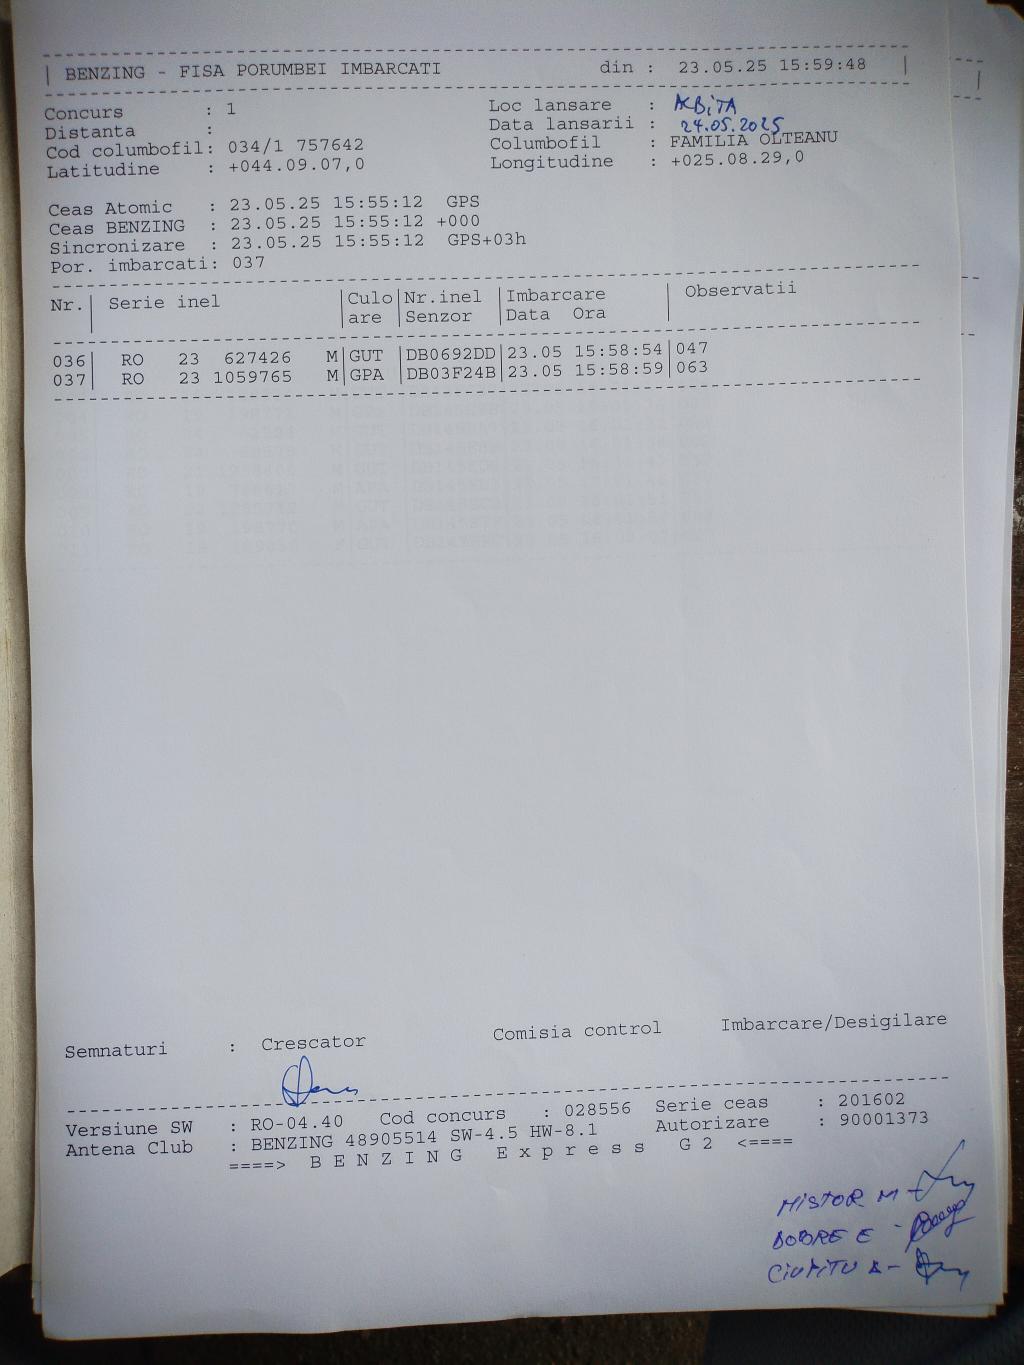 | BENZING - FISA PORUMBEI IMBARCATI din : 23.05.25 15:59:48 |
Concurs : 1 Loc lansare : ACBITA
Distanta : Data lansarii : 24.05.2025
Cod columbofil: 034/1 757642 Columbofil : FAMILIA OLTEANU
Latitudine : +044.09.07,0 Longitudine : +025.08.29,0
Ceas Atomic : 23.05.25 15:55:12 GPS
Ceas BENZING : 23.05.25 15:55:12 +000
Sincronizare : 23.05.25 15:55:12 GPS+03h
Por. imbarcati: 037
Nr.| Serie inel |Culo|Nr.inel |Imbarcare | Observatii
| |are |Senzor |Data Ora |
036| RO 23 627426 M|GUT |DB0692DD|23.05 15:58:54|047
037| RO 23 1059765 M|GPA |DB03F24B|23.05 15:58:59|063
Semnaturi : Crescator Comisia control Imbarcare/Desigilare
Versiune SW : RO-04.40 Cod concurs : 028556 Serie ceas : 201602
Antena Club : BENZING 48905514 SW-4.5 HW-8.1 Autorizare : 90001373
====> B E N Z I N G E x p r e s s G 2 <====
NISTOR M -
DOBRE E -
CIUPITU A -